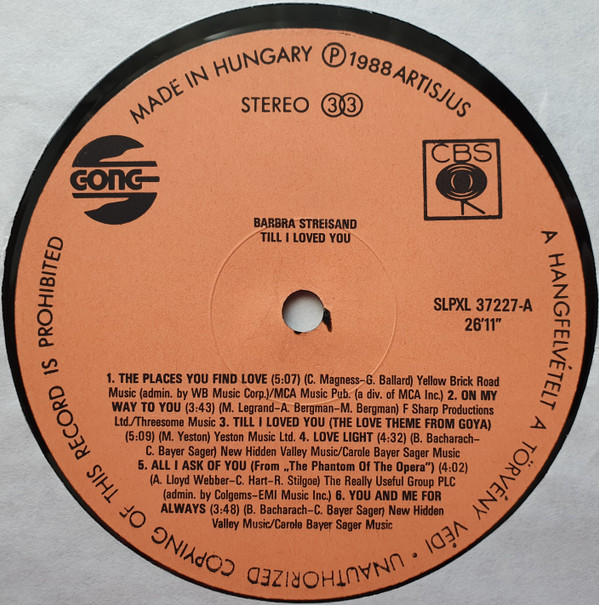 MADE IN HUNGARY Ⓟ 1988 ARTISJUS
STEREO 33
GONG
CBS
BARBRA STREISAND
TILL I LOVED YOU
SLPXL 37227-A
26'11"
1. THE PLACES YOU FIND LOVE (5:07) (C. Magness–G. Ballard) Yellow Brick Road
Music (admin. by WB Music Corp.)/MCA Music Pub. (a div. of MCA Inc.) 2. ON MY
WAY TO YOU (3:43) (M. Legrand–A. Bergman–M. Bergman) F Sharp Productions
Ltd./Threesome Music 3. TILL I LOVED YOU (THE LOVE THEME FROM GOYA)
(5:09) (M. Yeston) Yeston Music Ltd. 4. LOVE LIGHT (4:32) (B. Bacharach–
C. Bayer Sager) New Hidden Valley Music/Carole Bayer Sager Music
5. ALL I ASK OF YOU (From „The Phantom Of The Opera") (4:02)
(A. Lloyd Webber–C. Hart–R. Stilgoe) The Really Useful Group PLC
(admin. by Colgems–EMI Music Inc.) 6. YOU AND ME FOR
ALWAYS (3:48) (B. Bacharach–C. Bayer Sager) New Hidden
Valley Music/Carole Bayer Sager Music
A HANGFELVÉTELT A TÖRVÉNY VÉDI · UNAUTHORIZED COPYING OF THIS RECORD IS PROHIBITED